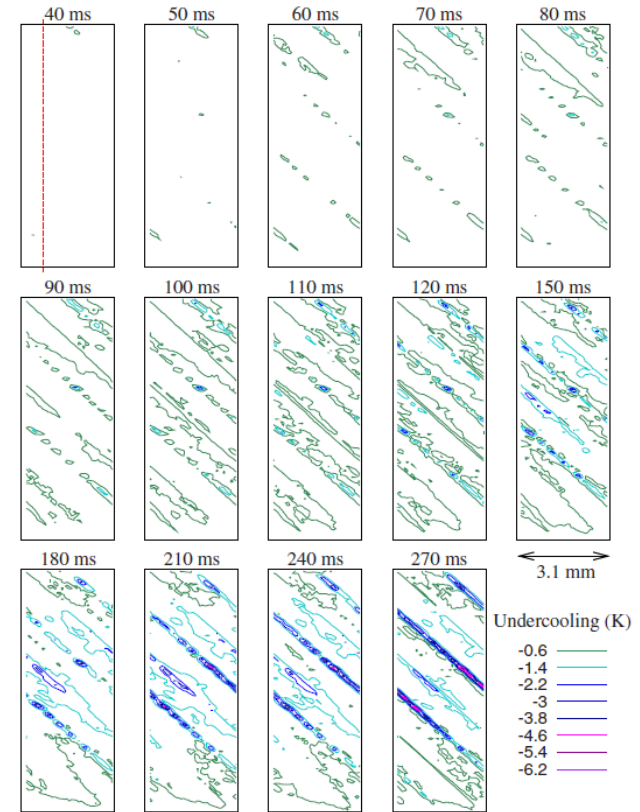 40 ms 50 ms 60 ms 70 ms 80 ms
90 ms 100 ms 110 ms 120 ms 150 ms
180 ms 210 ms 240 ms 270 ms
3.1 mm
Undercooling (K)
-0.6
-1.4
-2.2
-3
-3.8
-4.6
-5.4
-6.2